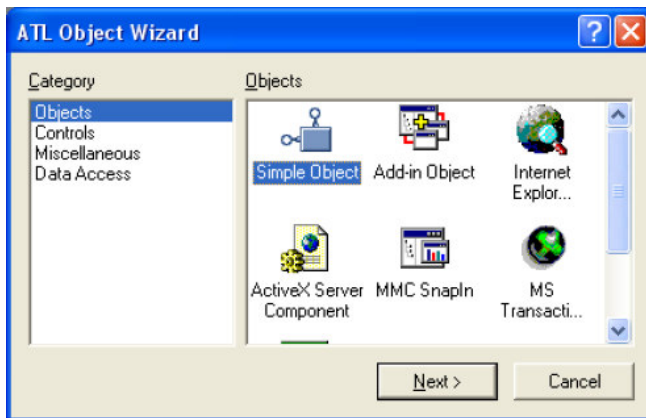 ATL Object Wizard
Category
Objects
Objects
Controls
Miscellaneous
Data Access
Simple Object
Add-in Object
Internet
Explor...
ActiveX Server
Component
MMC SnapIn
MS
Transacti...
Next >
Cancel